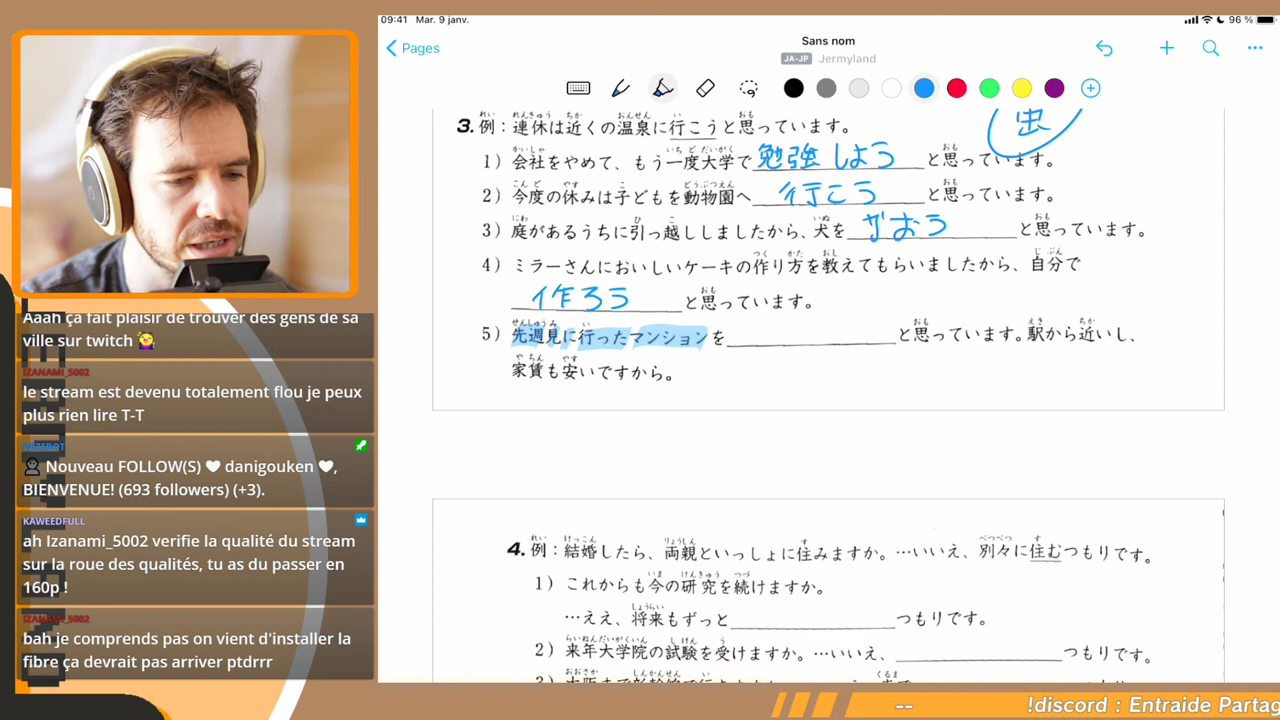 09:41 Mar. 9 janv.
96 %
Pages
Sans nom
JA-JP Jermyland
3. 例：連休は近くの温泉に行こうと思っています。
1）会社をやめて、もう一度大学で勉強しようと思っています。
2）今度の休みは子どもを動物園へ行こうと思っています。
3）庭があるうちに引っ越ししましたから、犬を がおうと思っています。
4）ミラーさんにおいしいケーキの作り方を教えてもらいましたから、自分で
作ろうと思っています。
5）先週見に行ったマンションを と思っています。駅から近いし、
家賃も安いですから。
4. 例：結婚したら、両親といっしょに住みますか。…いいえ、別々に住むつもりです。
1）これからも今の研究を続けますか。
…ええ、将来もずっと つもりです。
2）来年大学院の試験を受けますか。…いいえ、 つもりです。
Aaah ça fait plaisir de trouver des gens de sa
ville sur twitch
IZANAMI_5002
le stream est devenu totalement flou je peux
plus rien lire T-T
WIZEBOT
Nouveau FOLLOW(S) danigouken ,
BIENVENUE! (693 followers) (+3).
KAWEEDFULL
ah Izanami_5002 verifie la qualité du stream
sur la roue des qualités, tu as du passer en
160p !
IZANAMI_5002
bah je comprends pas on vient d'installer la
fibre ça devrait pas arriver ptdrrr
-- !discord : Entraide Partag